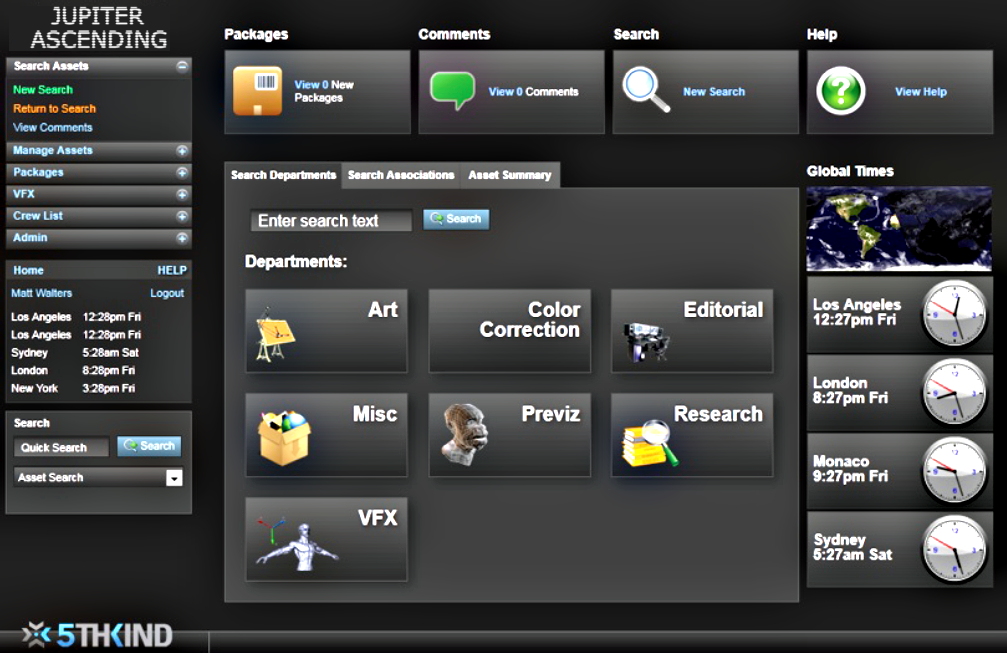 JUPITER
ASCENDING
Search Assets
New Search
Return to Search
View Comments
Manage Assets
Packages
VFX
Crew List
Admin
Home HELP
Matt Walters Logout
Los Angeles 12:28pm Fri
Los Angeles 12:28pm Fri
Sydney 5:28am Sat
London 8:28pm Fri
New York 3:28pm Fri
Search
Quick Search Search
Asset Search
5THKIND
Packages
View 0 New
Packages
Comments
View 0 Comments
Search
New Search
Help
View Help
Search Departments Search Associations Asset Summary
Enter search text Search
Departments:
Art
Color
Correction
Editorial
Misc
Previz
Research
VFX
Global Times
Los Angeles
12:27pm Fri
London
8:27pm Fri
Monaco
9:27pm Fri
Sydney
5:27am Sat